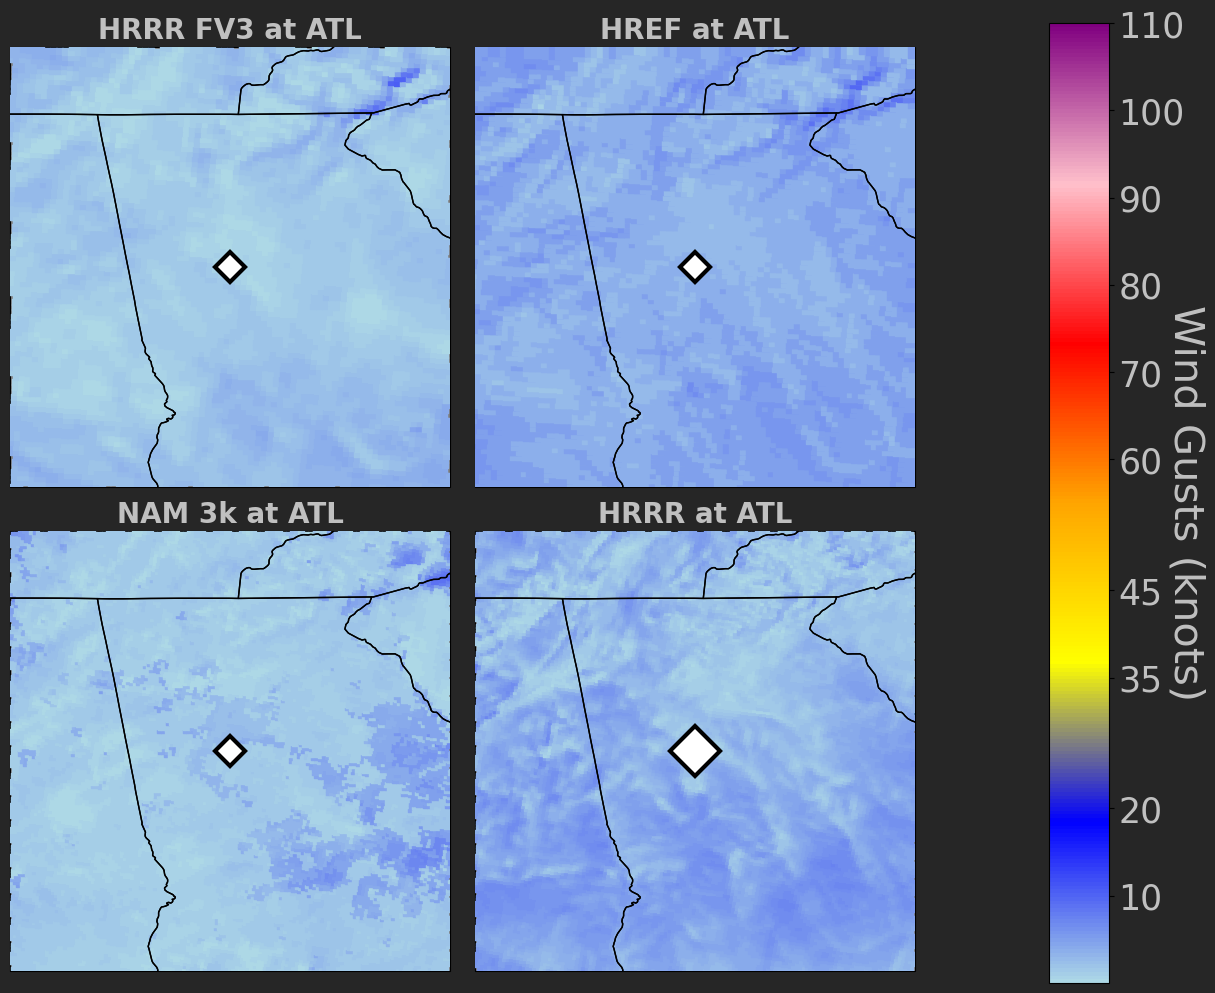 HRRR FV3 at ATL
HREF at ATL
NAM 3k at ATL
HRRR at ATL
110
100
90
80
70
60
45
35
20
10
Wind Gusts (knots)